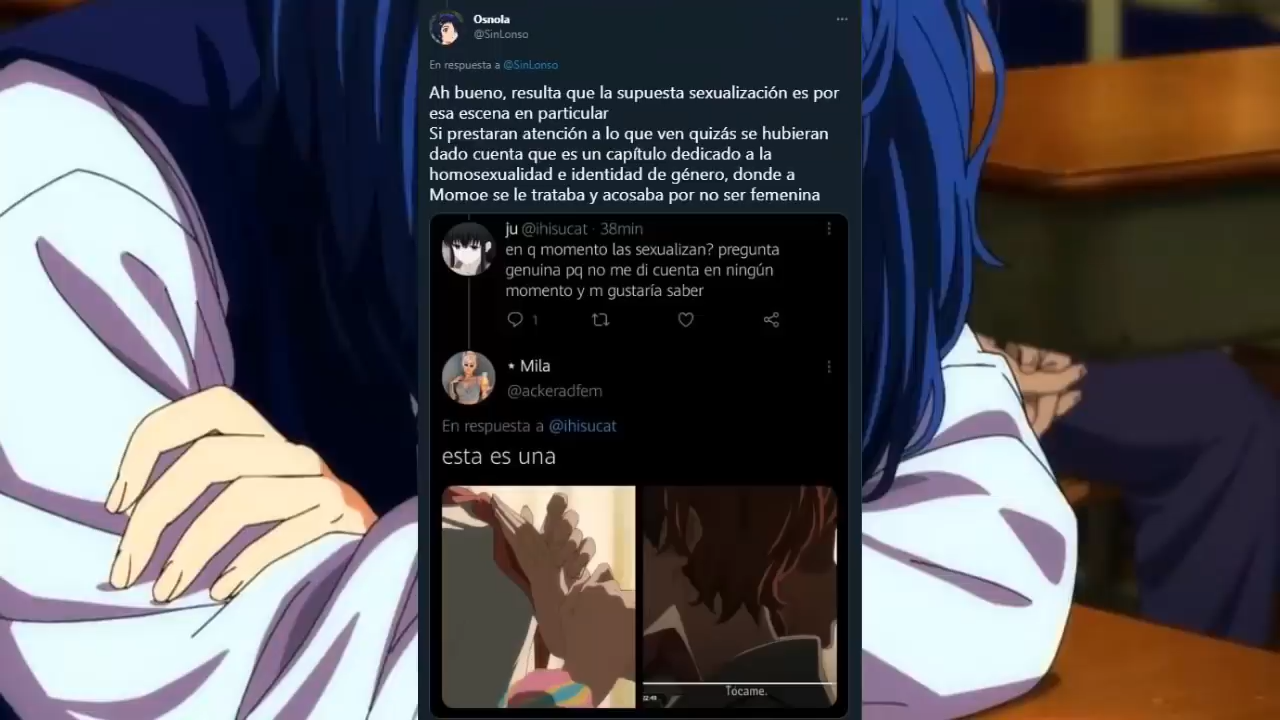 Osnola
@SinLonso
En respuesta a @SinLonso
Ah bueno, resulta que la supuesta sexualización es por
esa escena en particular
Si prestaran atención a lo que ven quizás se hubieran
dado cuenta que es un capítulo dedicado a la
homosexualidad e identidad de género, donde a
Momoe se le trataba y acosaba por no ser femenina
ju @ihisucat · 38min
en q momento las sexualizan? pregunta
genuina pq no me di cuenta en ningún
momento y m gustaría saber
1
⋆ Mila
@ackeradfem
En respuesta a @ihisucat
esta es una
Tócame.